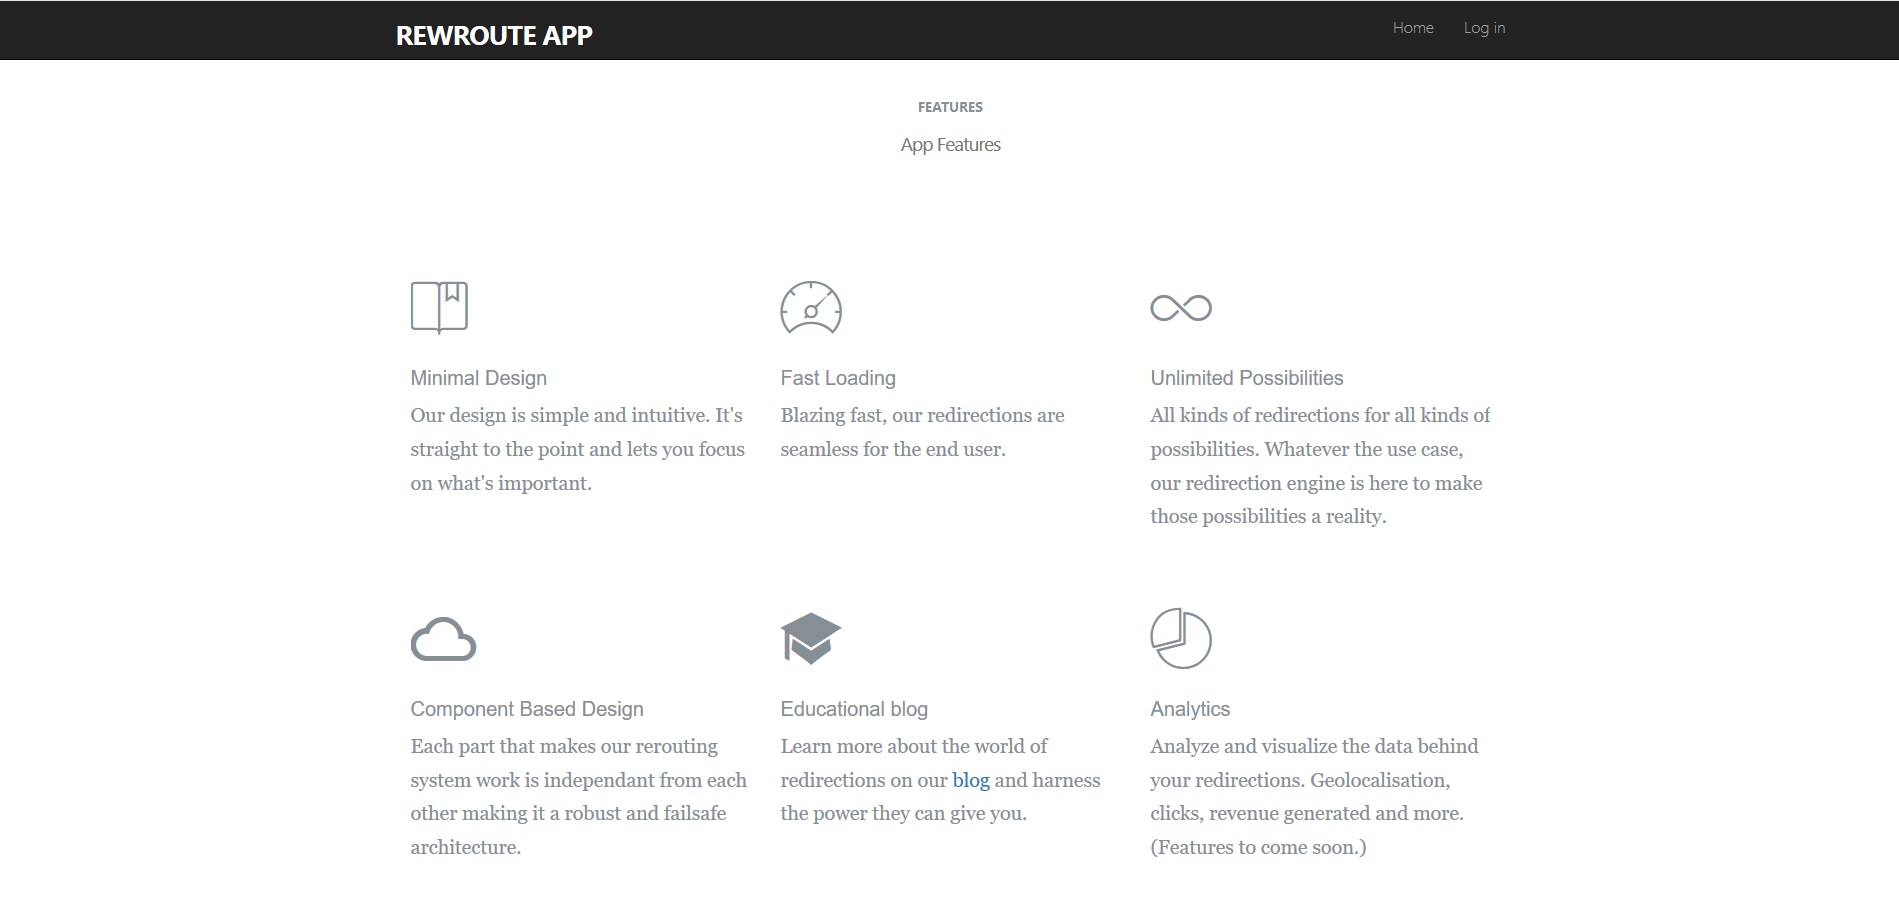 REWROUTE APP
Home
Log in
FEATURES
App Features
Minimal Design
Our design is simple and intuitive. It's
straight to the point and lets you focus
on what's important.
Fast Loading
Blazing fast, our redirections are
seamless for the end user.
Unlimited Possibilities
All kinds of redirections for all kinds of
possibilities. Whatever the use case,
our redirection engine is here to make
those possibilities a reality.
Component Based Design
Each part that makes our rerouting
system work is independant from each
other making it a robust and failsafe
architecture.
Educational blog
Learn more about the world of
redirections on our blog and harness
the power they can give you.
Analytics
Analyze and visualize the data behind
your redirections. Geolocalisation,
clicks, revenue generated and more.
(Features to come soon.)